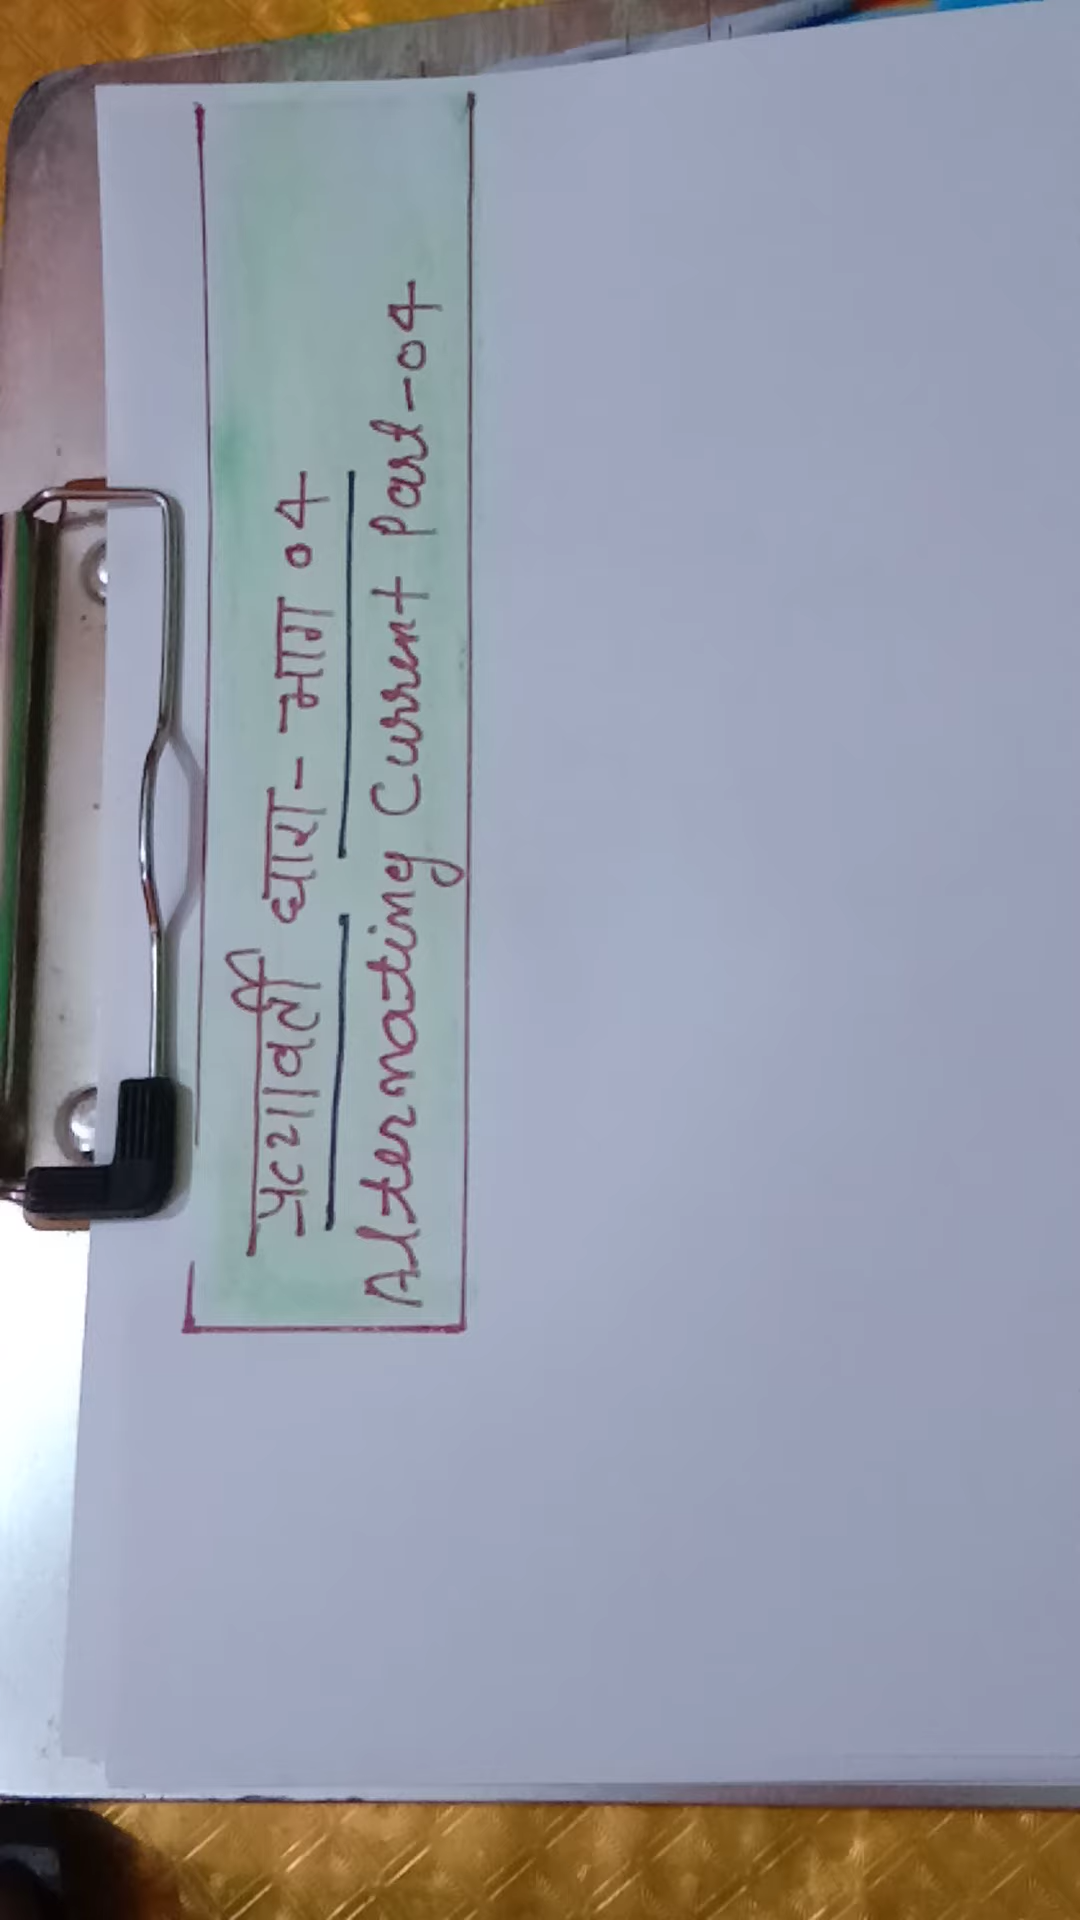 प्रत्यावर्ती धारा - भाग 04
Alternating Current Part-04